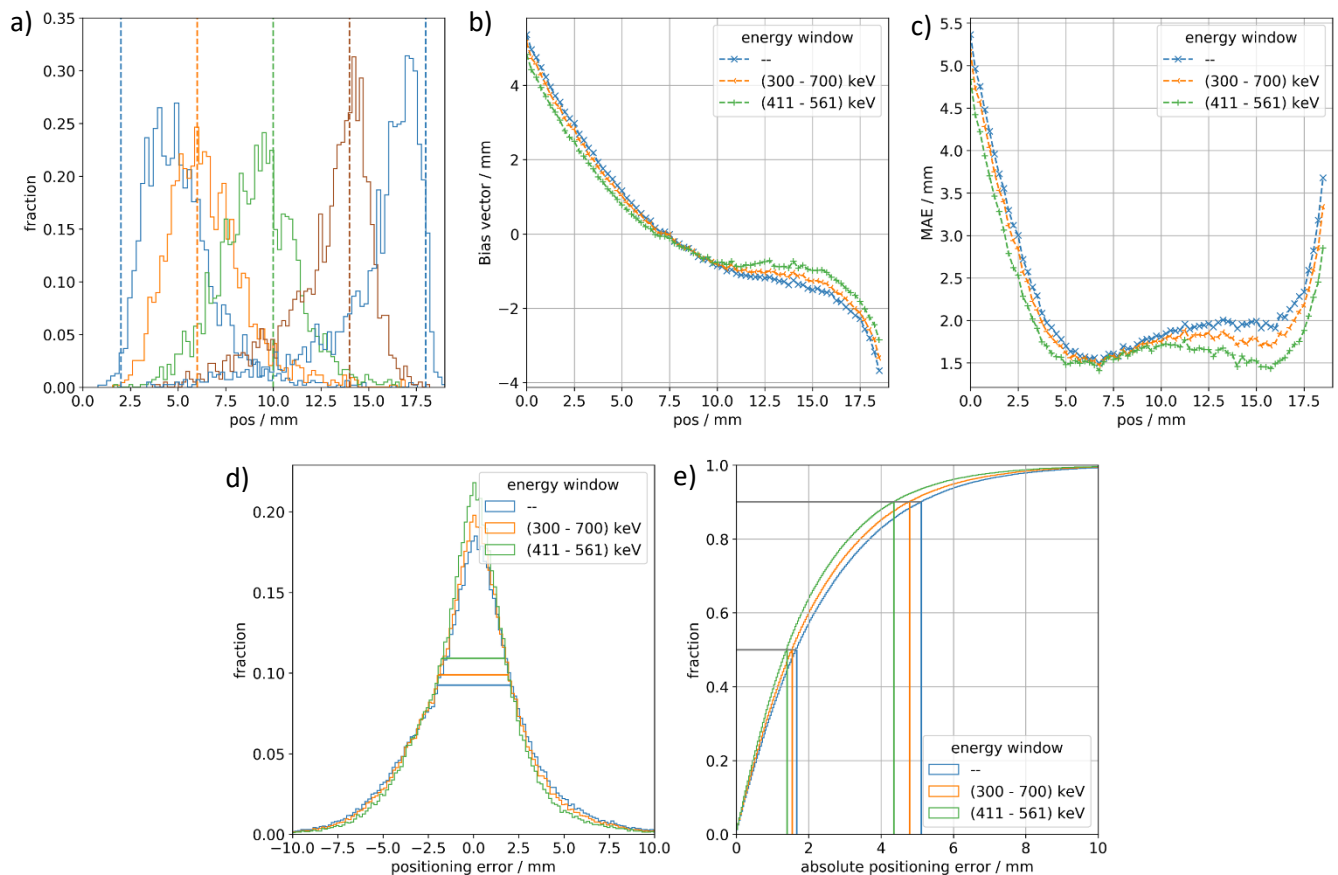 a)
0.35
0.30
0.25
0.20
0.15
0.10
0.05
0.00
fraction
0.0 2.5 5.0 7.5 10.0 12.5 15.0 17.5
pos / mm
b)
4
2
0
−2
−4
Bias vector / mm
0.0 2.5 5.0 7.5 10.0 12.5 15.0 17.5
pos / mm
energy window
--
(300 - 700) keV
(411 - 561) keV
c)
5.5
5.0
4.5
4.0
3.5
3.0
2.5
2.0
1.5
MAE / mm
0.0 2.5 5.0 7.5 10.0 12.5 15.0 17.5
pos / mm
energy window
--
(300 - 700) keV
(411 - 561) keV
d)
0.20
0.15
0.10
0.05
0.00
fraction
−10.0 −7.5 −5.0 −2.5 0.0 2.5 5.0 7.5 10.0
positioning error / mm
energy window
--
(300 - 700) keV
(411 - 561) keV
e)
1.0
0.8
0.6
0.4
0.2
0.0
fraction
0 2 4 6 8 10
absolute positioning error / mm
energy window
--
(300 - 700) keV
(411 - 561) keV